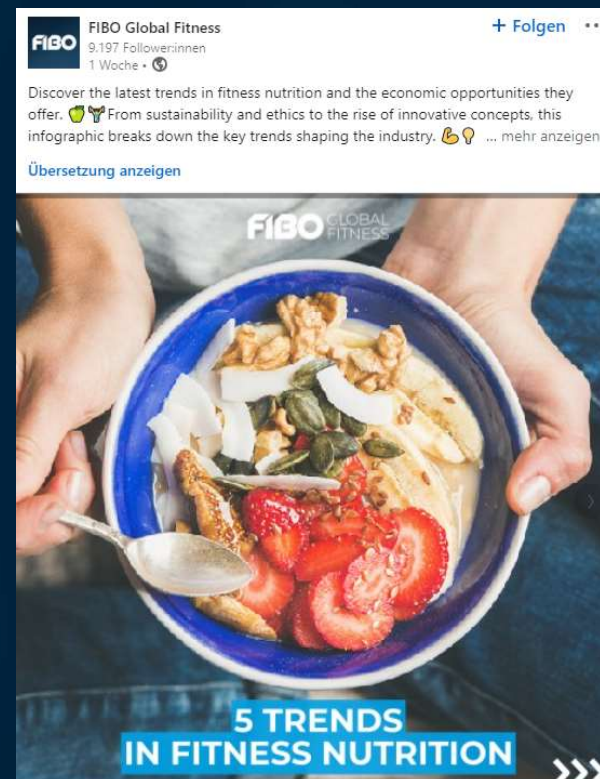 FIBO
FIBO Global Fitness
9.197 Follower:innen
1 Woche •
+ Folgen
Discover the latest trends in fitness nutrition and the economic opportunities they
offer. 🍏🏋️ From sustainability and ethics to the rise of innovative concepts, this
infographic breaks down the key trends shaping the industry. 💪💡 ... mehr anzeigen
Übersetzung anzeigen
FIBO GLOBAL
FITNESS
5 TRENDS
IN FITNESS NUTRITION